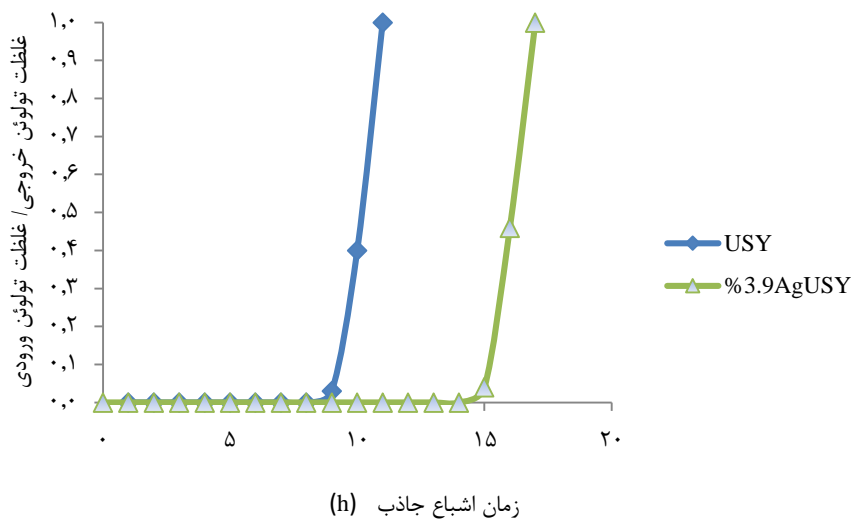 ۱,۰
۰,۹
۰,۸
۰,۷
۰,۶
۰,۵
۰,۴
۰,۳
۰,۲
۰,۱
۰,۰
غلظت تولوئن خروجی/ غلظت تولوئن ورودی
۰ ۵ ۱۰ ۱۵ ۲۰
زمان اشباع جاذب (h)
USY
%3.9AgUSY